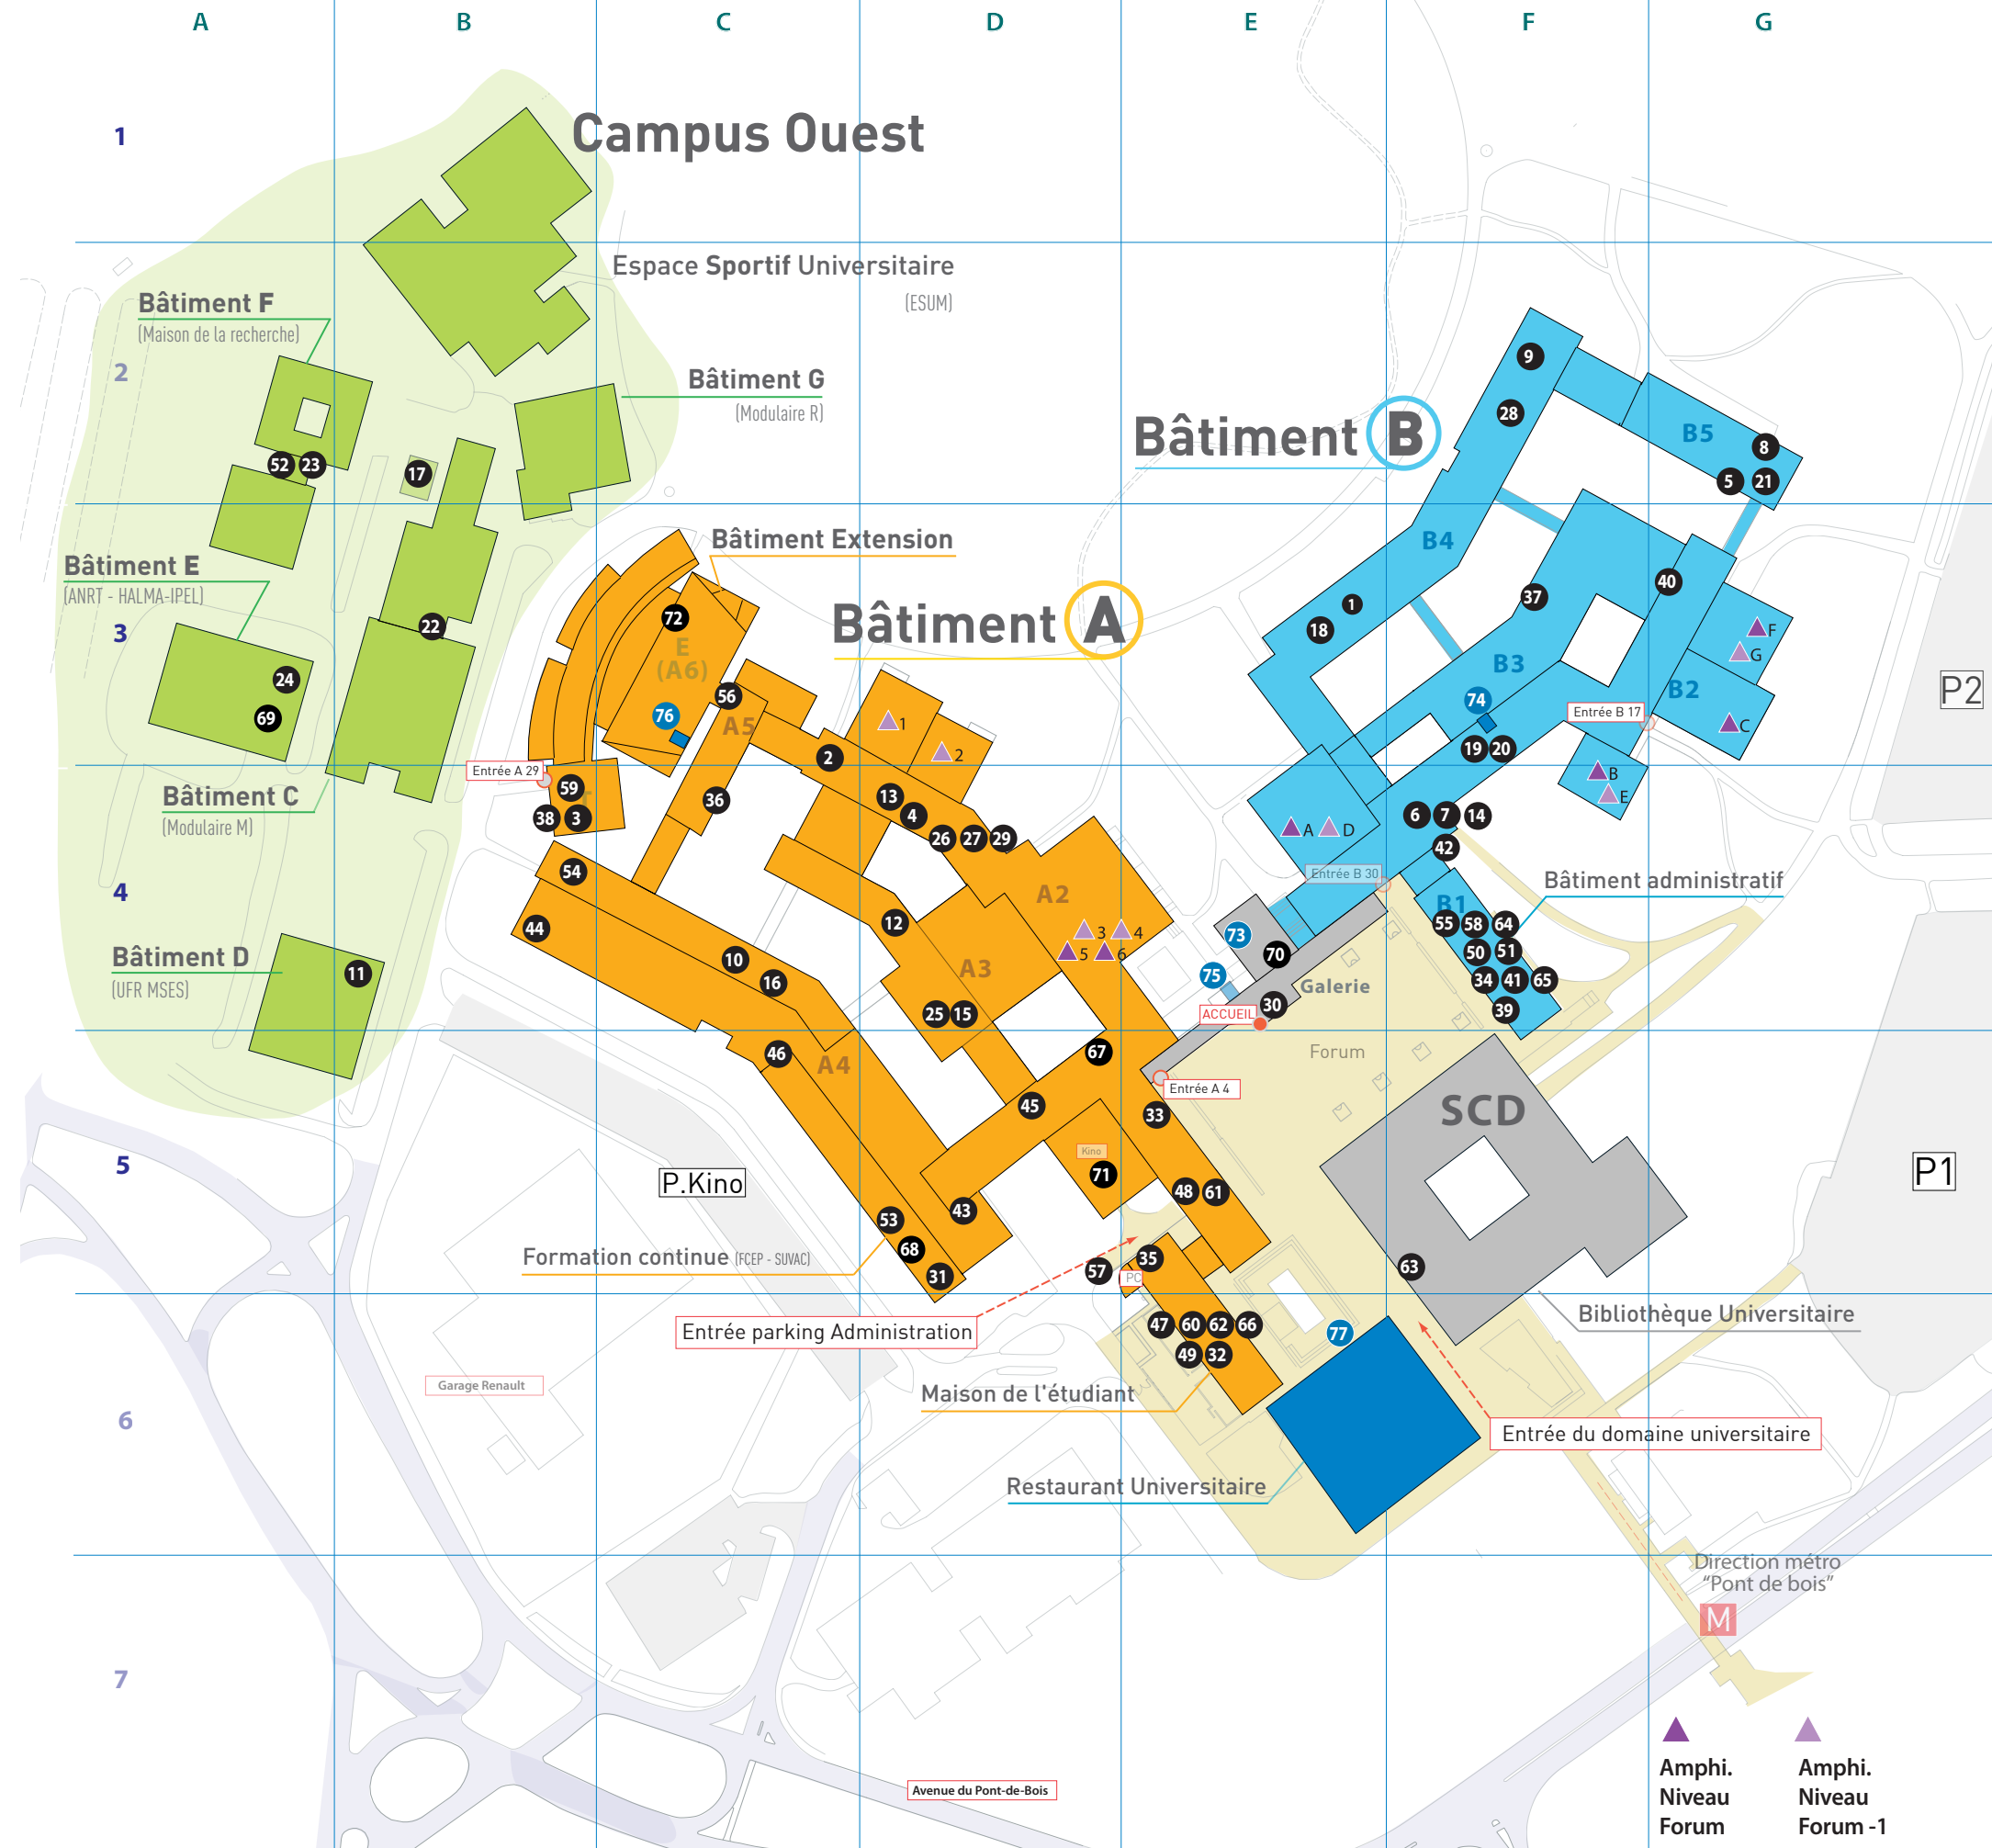 A B C D E F G
1
Campus Ouest
Espace Sportif Universitaire
(ESUM)
Bâtiment F
(Maison de la recherche)
2
Bâtiment G
(Modulaire R)
9
28
Bâtiment B
B5
8
5 21
52 23
17
Bâtiment Extension
B4
Bâtiment E
(ANRT - HALMA-IPEL)
40
37
72
1
Bâtiment A
18
22
3
F
G
E
(A6)
B3
24
B2
P2
56
74
69
76
A5
1
Entrée B 17
C
2
2
19 20
Entrée A 29
B
E
59
T
Bâtiment C
(Modulaire M)
13
36
38 3
4
6 7 14
A D
26 27 29
42
54
Entrée B 30
Bâtiment administratif
4
A2
B1
12
44
55 58 64
3 4
73
5 6
Bâtiment D
(UFR MSES)
10
50 51
70
A3
11
75
16
Galerie
34 41 65
30
ACCUEIL
39
25 15
46
67
Forum
A4
Entrée A 4
45
33
SCD
5
Kino
71
P.Kino
P1
48 61
43
53
68
Formation continue (FCEP - SUVAC)
35
57
PC
31
63
Entrée parking Administration
47 60 62 66
77
Bibliothèque Universitaire
49 32
Garage Renault
Maison de l'étudiant
6
Entrée du domaine universitaire
Restaurant Universitaire
Direction métro
“Pont de bois”
M
7
Avenue du Pont-de-Bois
Amphi.
Niveau
Forum
Amphi.
Niveau
Forum -1